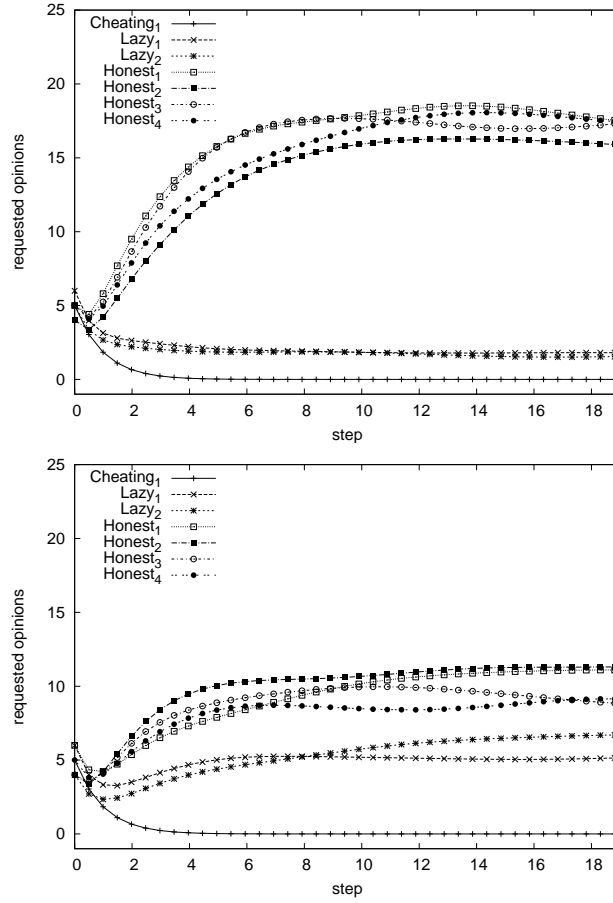 25
20
15
10
5
0
requested opinions
Cheating1
Lazy1
Lazy2
Honest1
Honest2
Honest3
Honest4
0 2 4 6 8 10 12 14 16 18
step
25
20
15
10
5
0
requested opinions
Cheating1
Lazy1
Lazy2
Honest1
Honest2
Honest3
Honest4
0 2 4 6 8 10 12 14 16 18
step